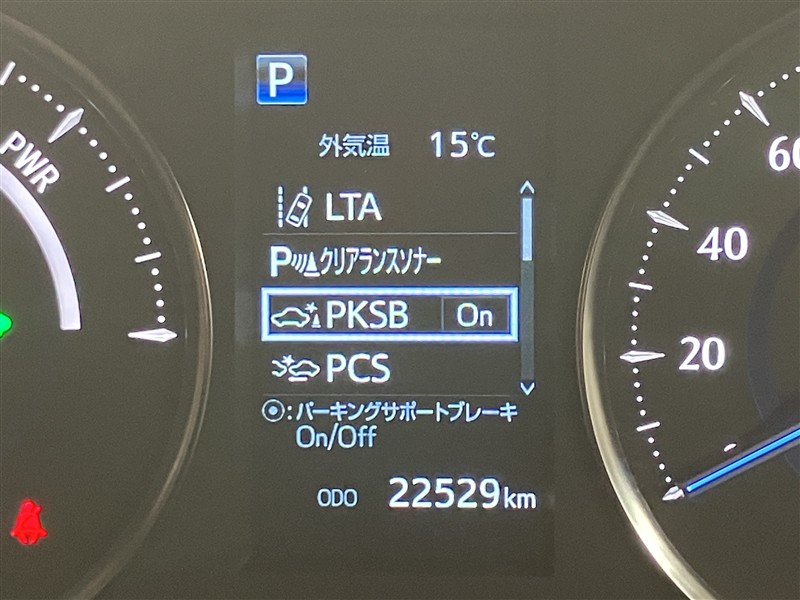 P
外気温 15℃
PWR
LTA
60
Pクリアランスソナー
40
PKSB On
20
PCS
⦿:パーキングサポートブレーキ
On/Off
ODO 22529km